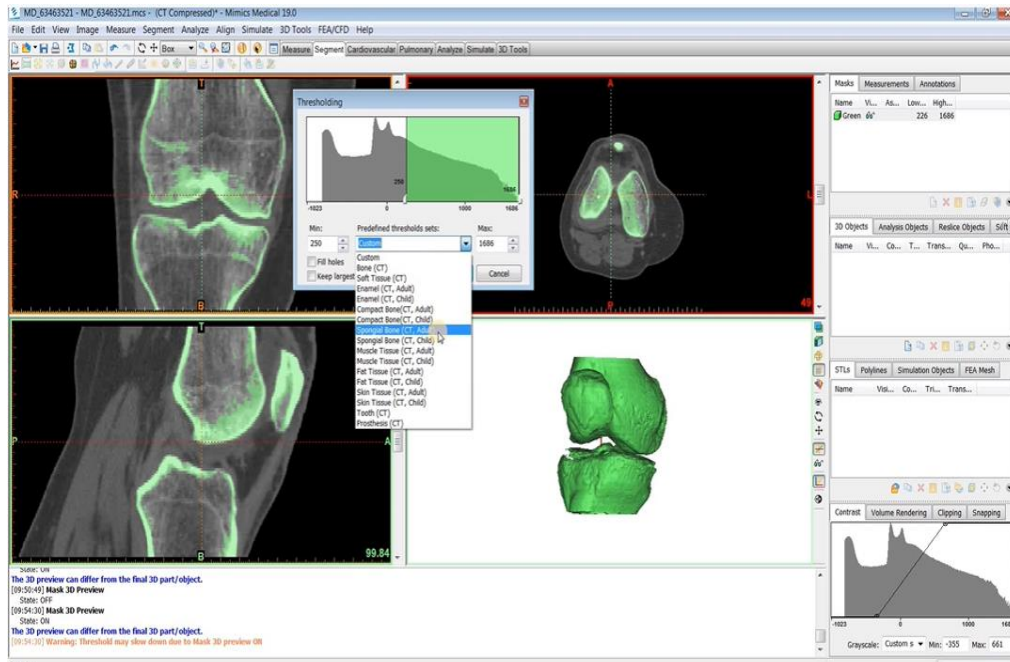 MD_63463521 - MD_63463521.mcs - (CT Compressed)* - Mimics Medical 19.0
File Edit View Image Measure Segment Analyze Align Simulate 3D Tools FEA/CFD Help
Box Measure Segment Cardiovascular Pulmonary Analyze Simulate 3D Tools
T
R
B
A
L
P
49
T
P
A
B
99.84
Thresholding
250
1686
-1023 0 1000 1686
Min: Predefined thresholds sets: Max:
250 Custom 1686
Fill holes
Keep largest Cancel
Custom
Bone (CT)
Soft Tissue (CT)
Enamel (CT, Adult)
Enamel (CT, Child)
Compact Bone(CT, Adult)
Compact Bone(CT, Child)
Spongial Bone (CT, Adult)
Spongial Bone (CT, Child)
Muscle Tissue (CT, Adult)
Muscle Tissue (CT, Child)
Fat Tissue (CT, Adult)
Fat Tissue (CT, Child)
Skin Tissue (CT, Adult)
Skin Tissue (CT, Child)
Tooth (CT)
Prosthesis (CT)
Masks Measurements Annotations
Name Vi... As... Low... High...
Green 226 1686
3D Objects Analysis Objects Reslice Objects Soft
Name Vi... Co... T... Trans... Qu... Pho...
STLs Polylines Simulation Objects FEA Mesh
Name Visi... Co... Tri... Trans...
Contrast Volume Rendering Clipping Snapping
-1023 0 1000
Grayscale: Custom s Min: -355 Max: 661
State: ON
The 3D preview can differ from the final 3D part/object.
[09:50:49] Mask 3D Preview
State: OFF
[09:54:30] Mask 3D Preview
State: ON
The 3D preview can differ from the final 3D part/object.
[09:54:30] Warning: Threshold may slow down due to Mask 3D preview ON